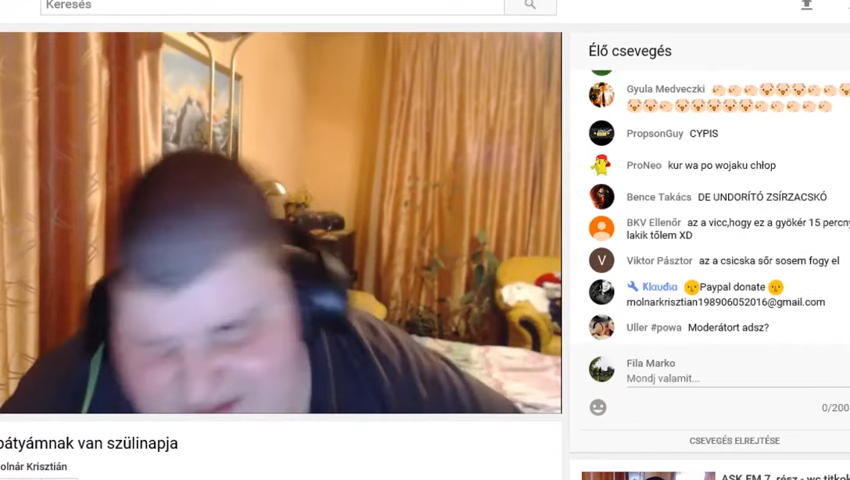 Keresés
Élő csevegés
Gyula Medveczki
PropsonGuy CYPIS
ProNeo kur wa po wojaku chłop
Bence Takács DE UNDORÍTÓ ZSÍRZACSKÓ
BKV Ellenőr az a vicc,hogy ez a gyökér 15 percny
lakik tőlem XD
Viktor Pásztor az a csicska sőr sosem fogy el
V
Klaudia Paypal donate
molnarkrisztian198906052016@gmail.com
Uller #powa Moderátort adsz?
Fila Marko
Mondj valamit...
0/200
CSEVEGÉS ELREJTÉSE
bátyámnak van szülinapja
olnár Krisztián
ASK.FM 7. rész - wc titkok